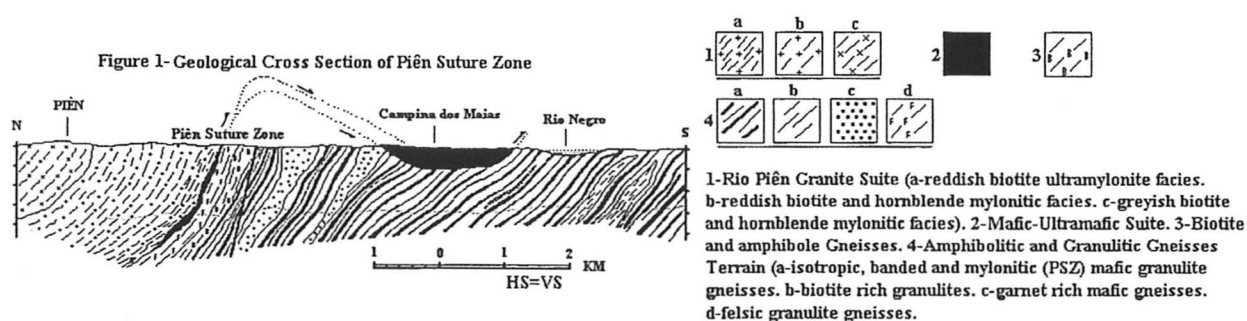 Figure 1- Geological Cross Section of Piên Suture Zone
N
PIÊN
Piên Suture Zone
Campina dos Maias
Rio Negro
S
1 0 1 2
KM
HS=VS
a b c
1 2 3
a b c d
4
1-Rio Piên Granite Suite (a-reddish biotite ultramylonite facies.
b-reddish biotite and hornblende mylonitic facies. c-greyish biotite
and hornblende mylonitic facies). 2-Mafic-Ultramafic Suite. 3-Biotite
and amphibole Gneisses. 4-Amphibolitic and Granulitic Gneisses
Terrain (a-isotropic, banded and mylonitic (PSZ) mafic granulite
gneisses. b-biotite rich granulites. c-garnet rich mafic gneisses.
d-felsic granulite gneisses.